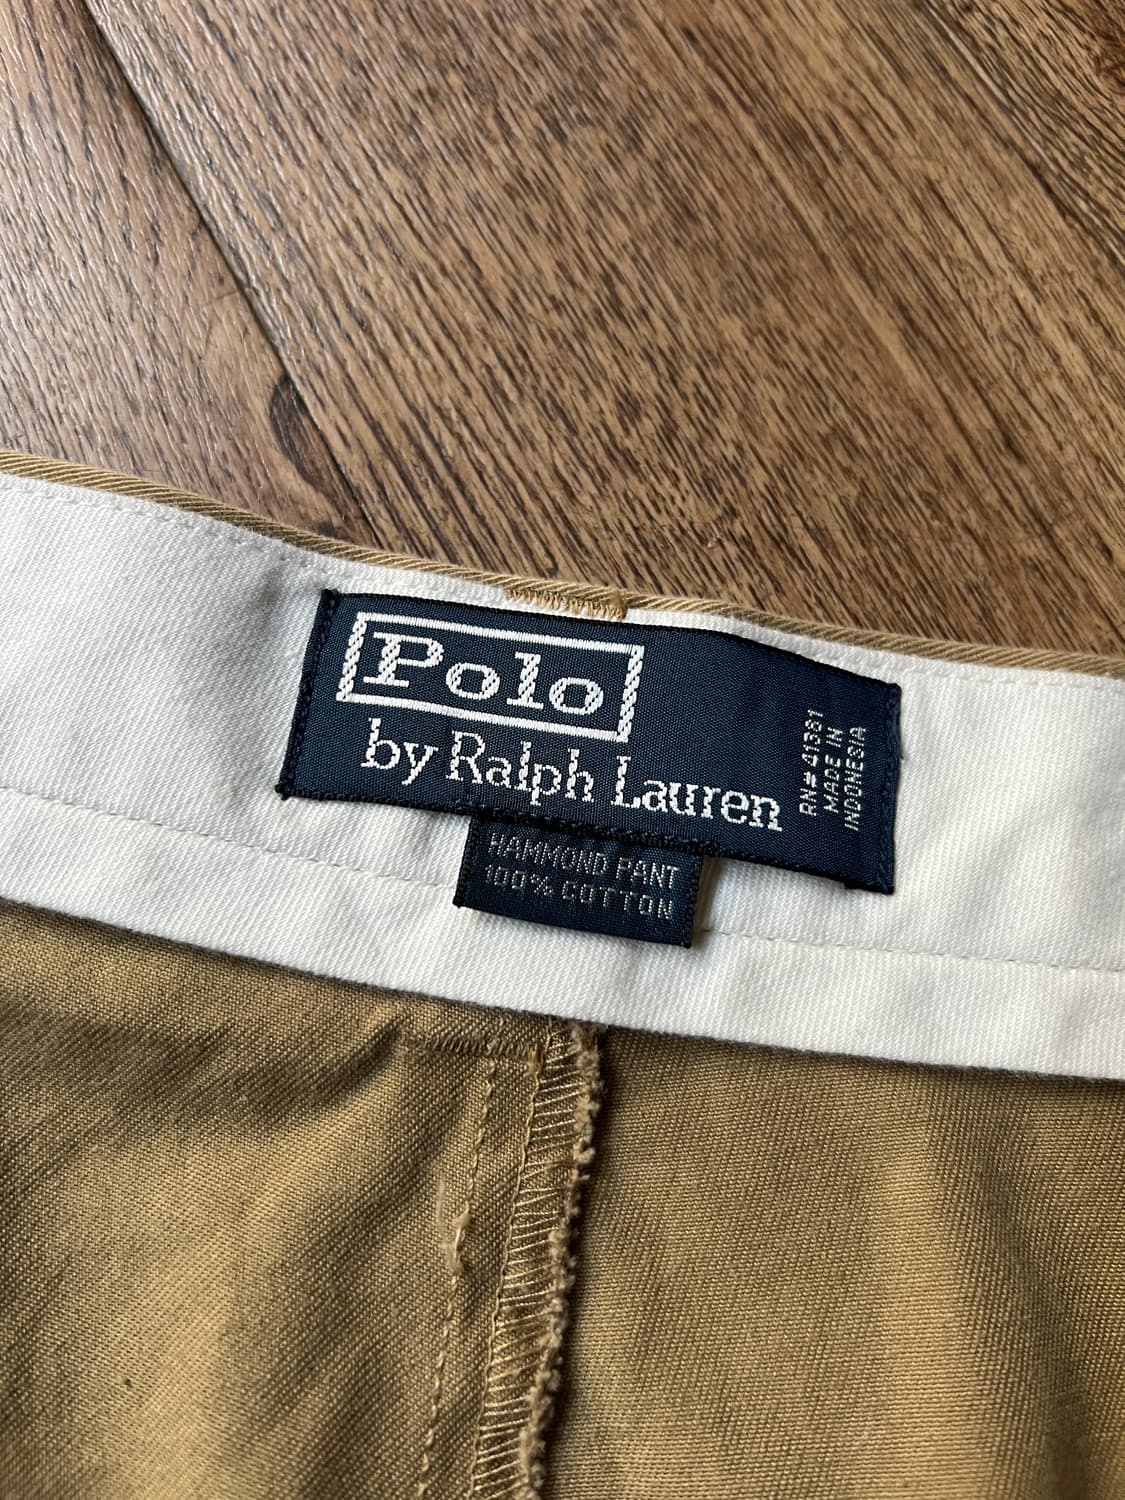 Polo
by Ralph Lauren
RN# 41381
MADE IN
INDONESIA
HAMMOND PANT
100% COTTON